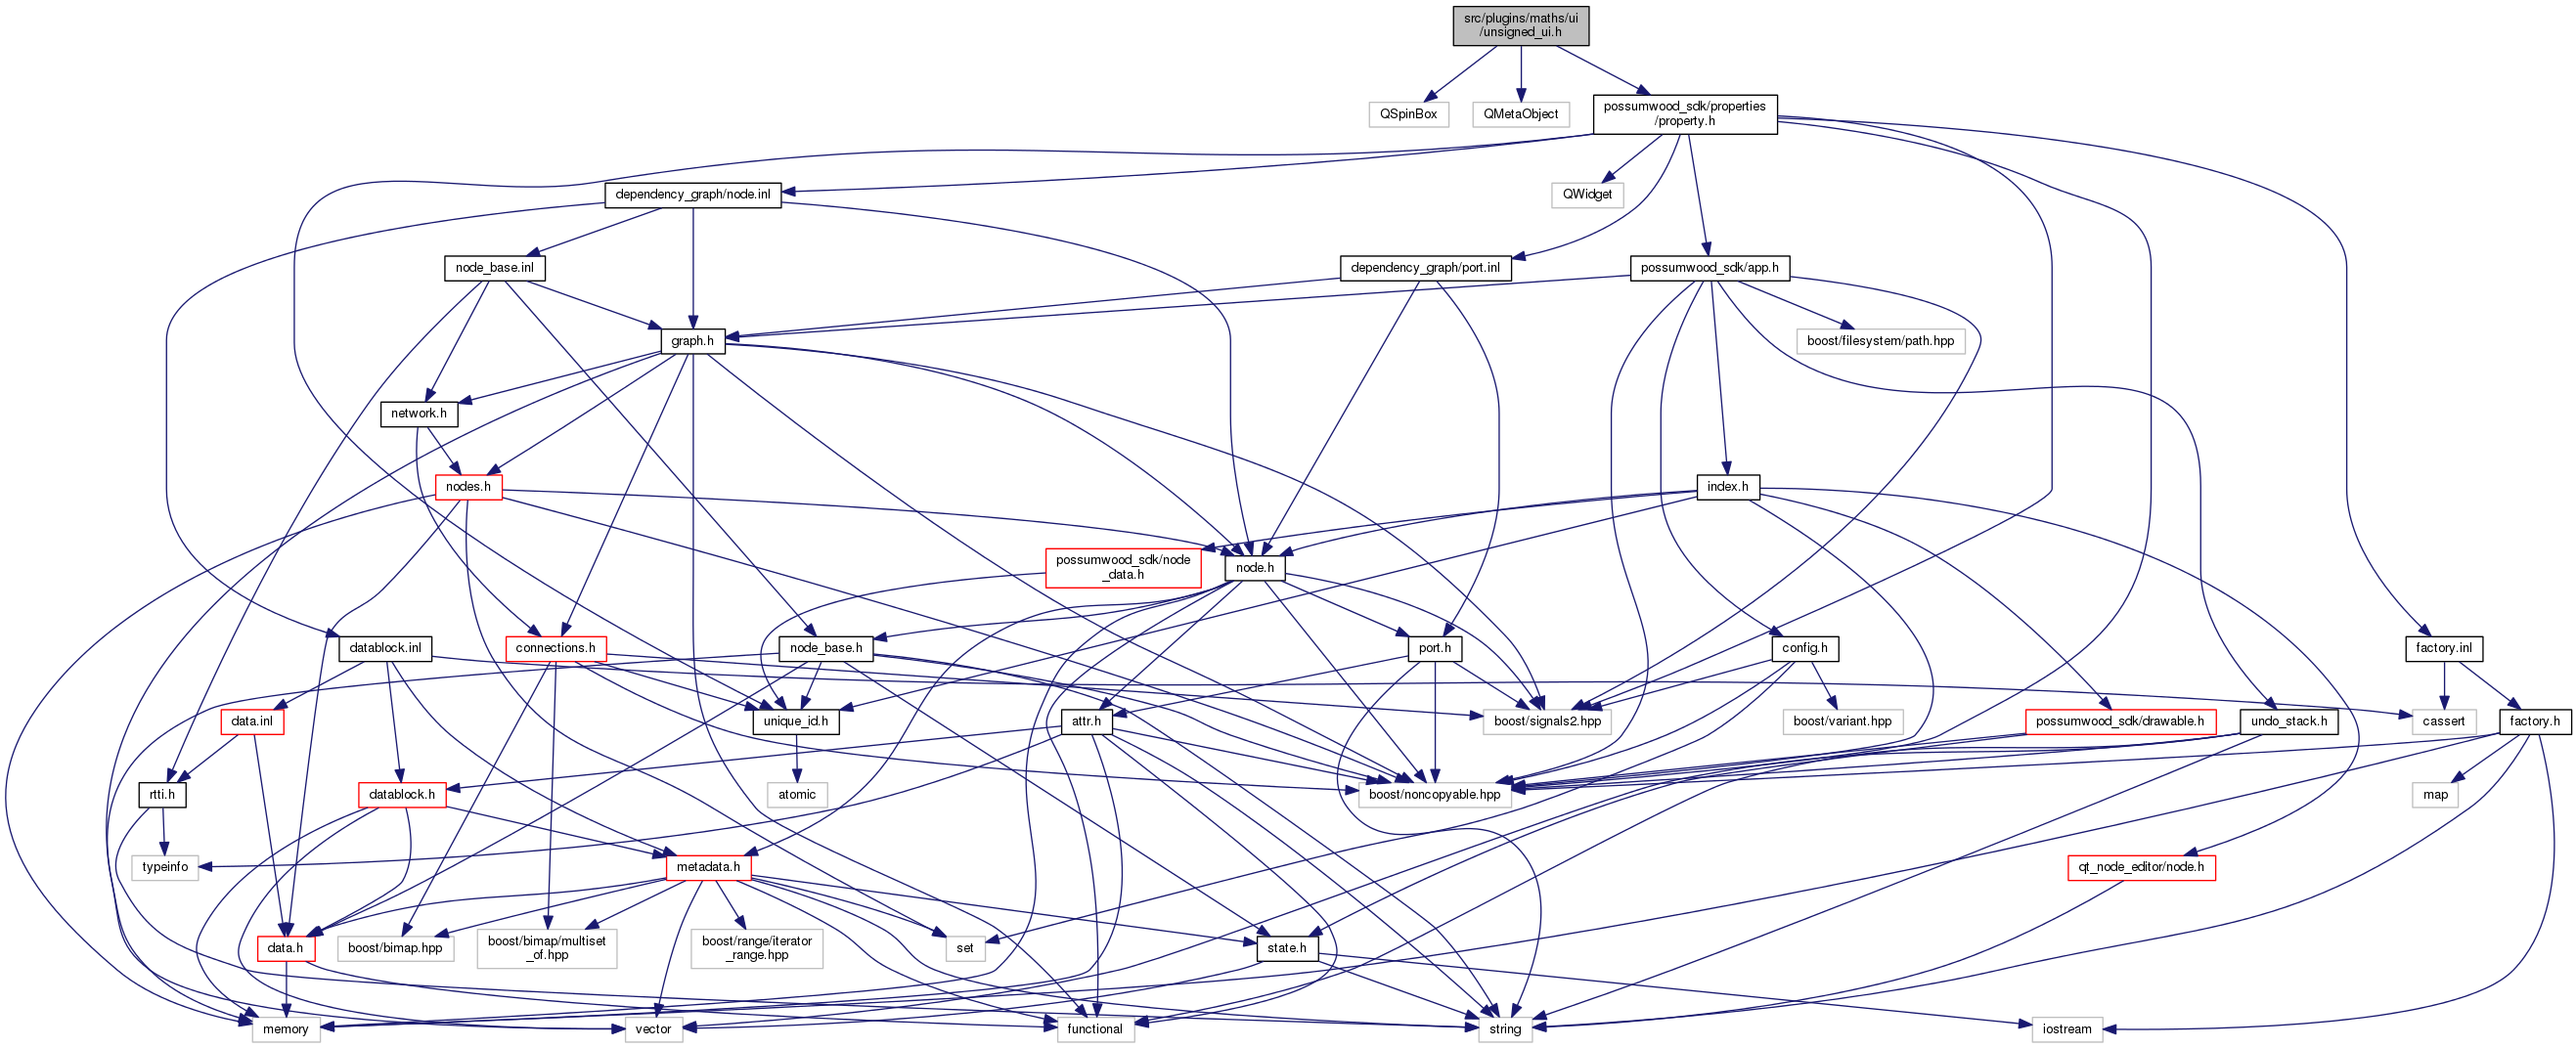 src/plugins/maths/ui
/unsigned_ui.h
QSpinBox
QMetaObject
possumwood_sdk/properties
/property.h
dependency_graph/node.inl
QWidget
node_base.inl
dependency_graph/port.inl
possumwood_sdk/app.h
graph.h
boost/filesystem/path.hpp
network.h
nodes.h
index.h
possumwood_sdk/node
_data.h
node.h
datablock.inl
connections.h
node_base.h
port.h
config.h
factory.inl
data.inl
unique_id.h
attr.h
boost/signals2.hpp
boost/variant.hpp
possumwood_sdk/drawable.h
undo_stack.h
cassert
factory.h
rtti.h
datablock.h
atomic
boost/noncopyable.hpp
map
typeinfo
metadata.h
qt_node_editor/node.h
data.h
boost/bimap.hpp
boost/bimap/multiset
_of.hpp
boost/range/iterator
_range.hpp
set
state.h
memory
vector
functional
string
iostream